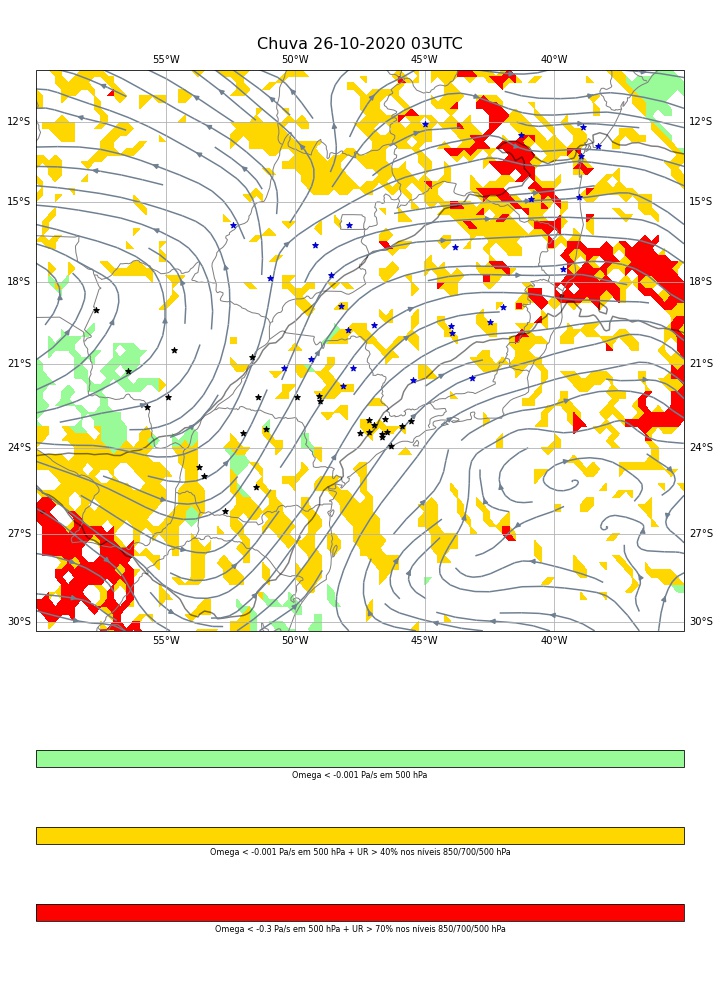 Chuva 26-10-2020 03UTC
55°W 50°W 45°W 40°W
12°S 12°S
15°S 15°S
18°S 18°S
21°S 21°S
24°S 24°S
27°S 27°S
30°S 30°S
55°W 50°W 45°W 40°W
Omega < -0.001 Pa/s em 500 hPa
Omega < -0.001 Pa/s em 500 hPa + UR > 40% nos níveis 850/700/500 hPa
Omega < -0.3 Pa/s em 500 hPa + UR > 70% nos níveis 850/700/500 hPa